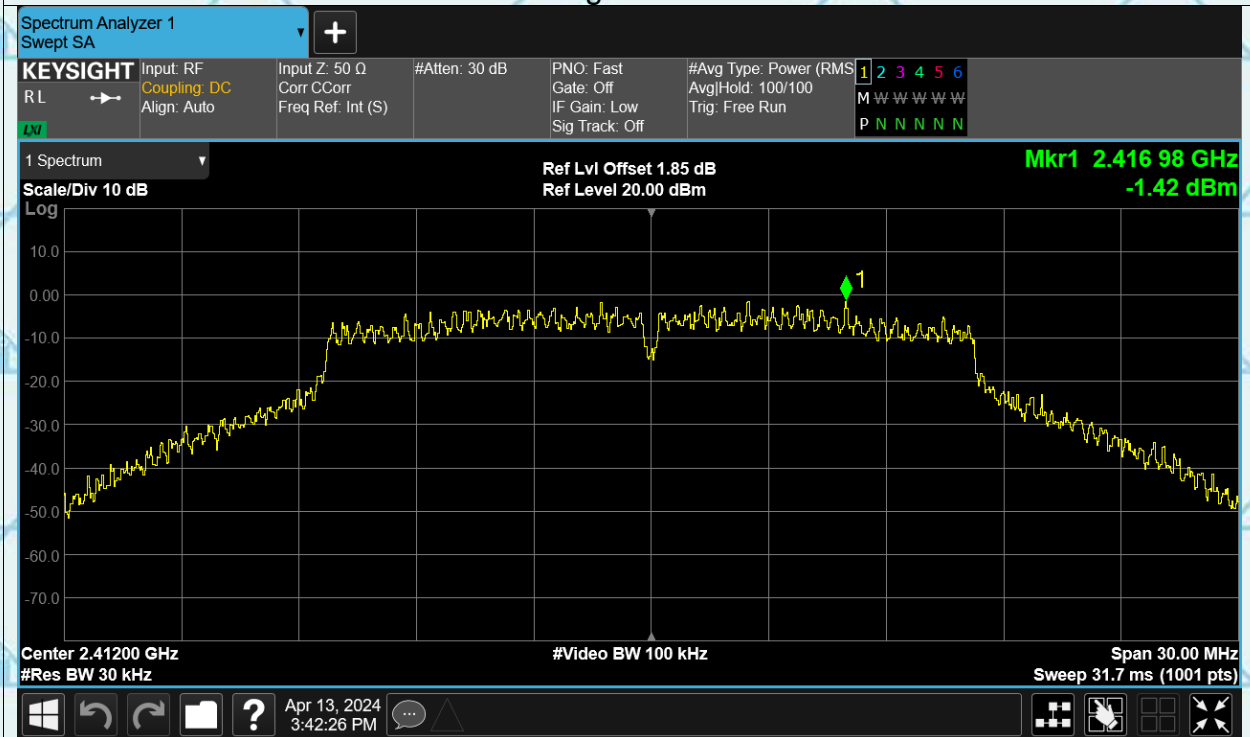 Spectrum Analyzer 1
Swept SA
KEYSIGHT
RL
LXI
Input: RF
Coupling: DC
Align: Auto
Input Z: 50 Ω
Corr CCorr
Freq Ref: Int (S)
#Atten: 30 dB
PNO: Fast
Gate: Off
IF Gain: Low
Sig Track: Off
#Avg Type: Power (RMS
Avg|Hold: 100/100
Trig: Free Run
1 2 3 4 5 6
M W W W W W
P N N N N N
1 Spectrum
Scale/Div 10 dB
Ref Lvl Offset 1.85 dB
Ref Level 20.00 dBm
Mkr1 2.416 98 GHz
-1.42 dBm
Log
10.0
0.00
-10.0
-20.0
-30.0
-40.0
-50.0
-60.0
-70.0
1
Center 2.41200 GHz
#Res BW 30 kHz
#Video BW 100 kHz
Span 30.00 MHz
Sweep 31.7 ms (1001 pts)
?
Apr 13, 2024
3:42:26 PM